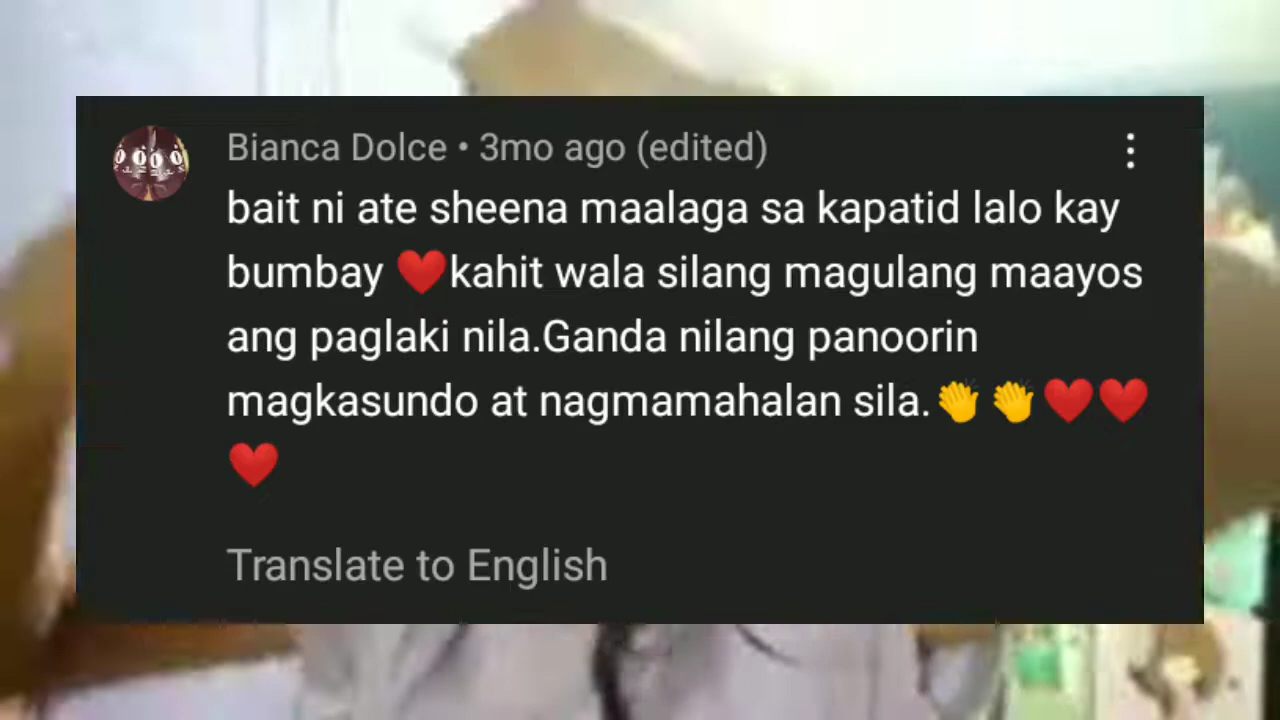 Bianca Dolce • 3mo ago (edited)
bait ni ate sheena maalaga sa kapatid lalo kay
bumbay ❤️kahit wala silang magulang maayos
ang paglaki nila.Ganda nilang panoorin
magkasundo at nagmamahalan sila.👏👏❤️❤️
❤️
Translate to English